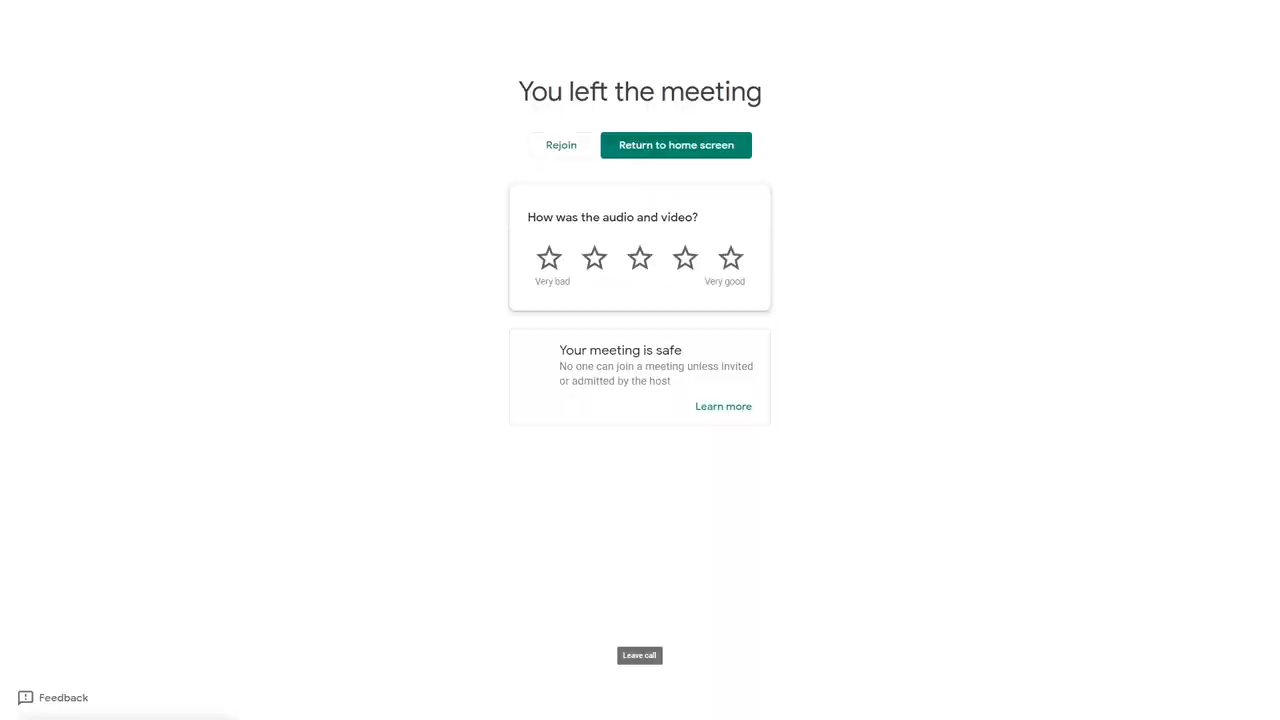 You left the meeting
Rejoin
Return to home screen
How was the audio and video?
Very bad
Very good
Your meeting is safe
No one can join a meeting unless invited
or admitted by the host
Learn more
Leave call
Feedback